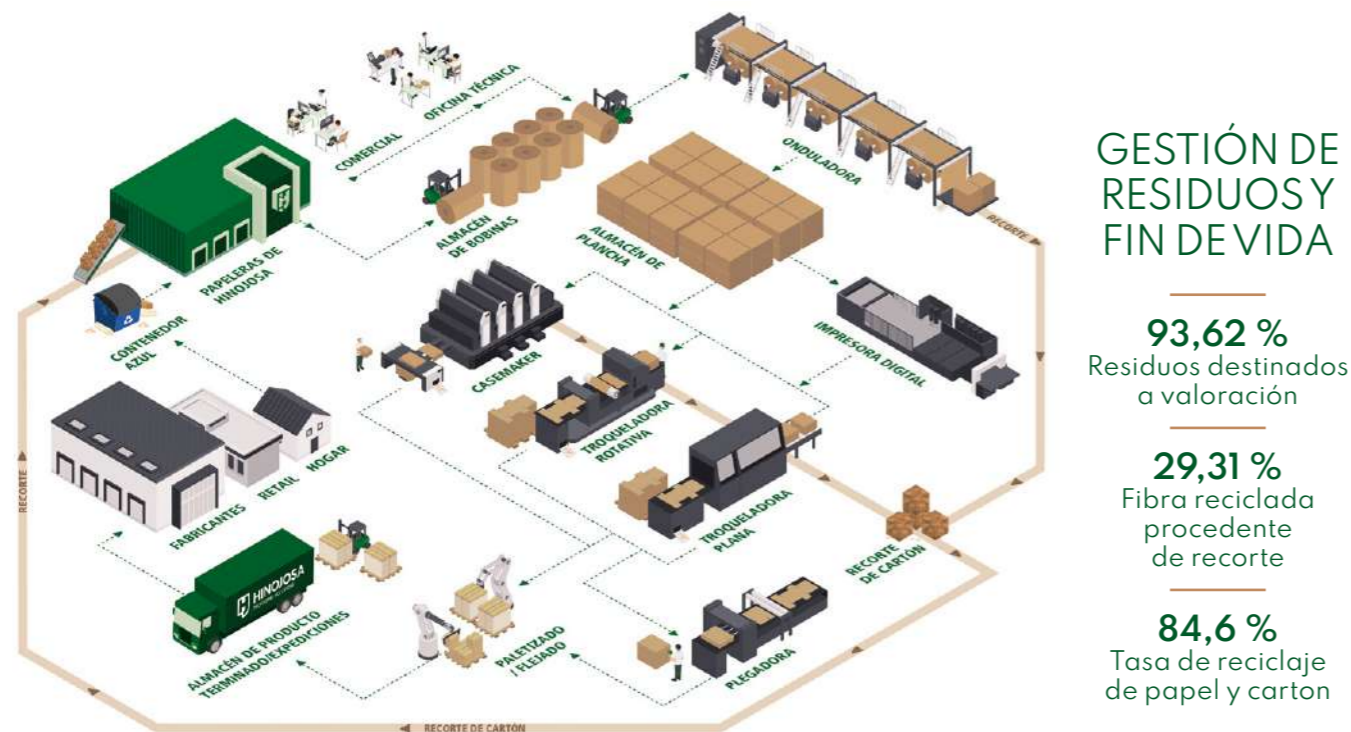 COMERCIAL
OFICINA TÉCNICA
ONDULADORA
RECORTE
ALMACÉN
DE BOBINAS
ALMACÉN DE
PLANCHA
PAPELERAS DE
HINOJOSA
CONTENEDOR
AZUL
CASEMAKER
IMPRESORA DIGITAL
TROQUELADORA
ROTATIVA
TROQUELADORA
PLANA
RECORTE
DE CARTÓN
RECORTE
FABRICANTES
RETAIL
HOGAR
HINOJOSA
ALMACÉN DE PRODUCTO
TERMINADO/EXPEDICIONES
PALETIZADO
/ FLEJADO
PLEGADORA
RECORTE DE CARTÓN
GESTIÓN DE
RESIDUOS Y
FIN DE VIDA
93,62 %
Residuos destinados
a valoración
29,31 %
Fibra reciclada
procedente
de recorte
84,6 %
Tasa de reciclaje
de papel y carton